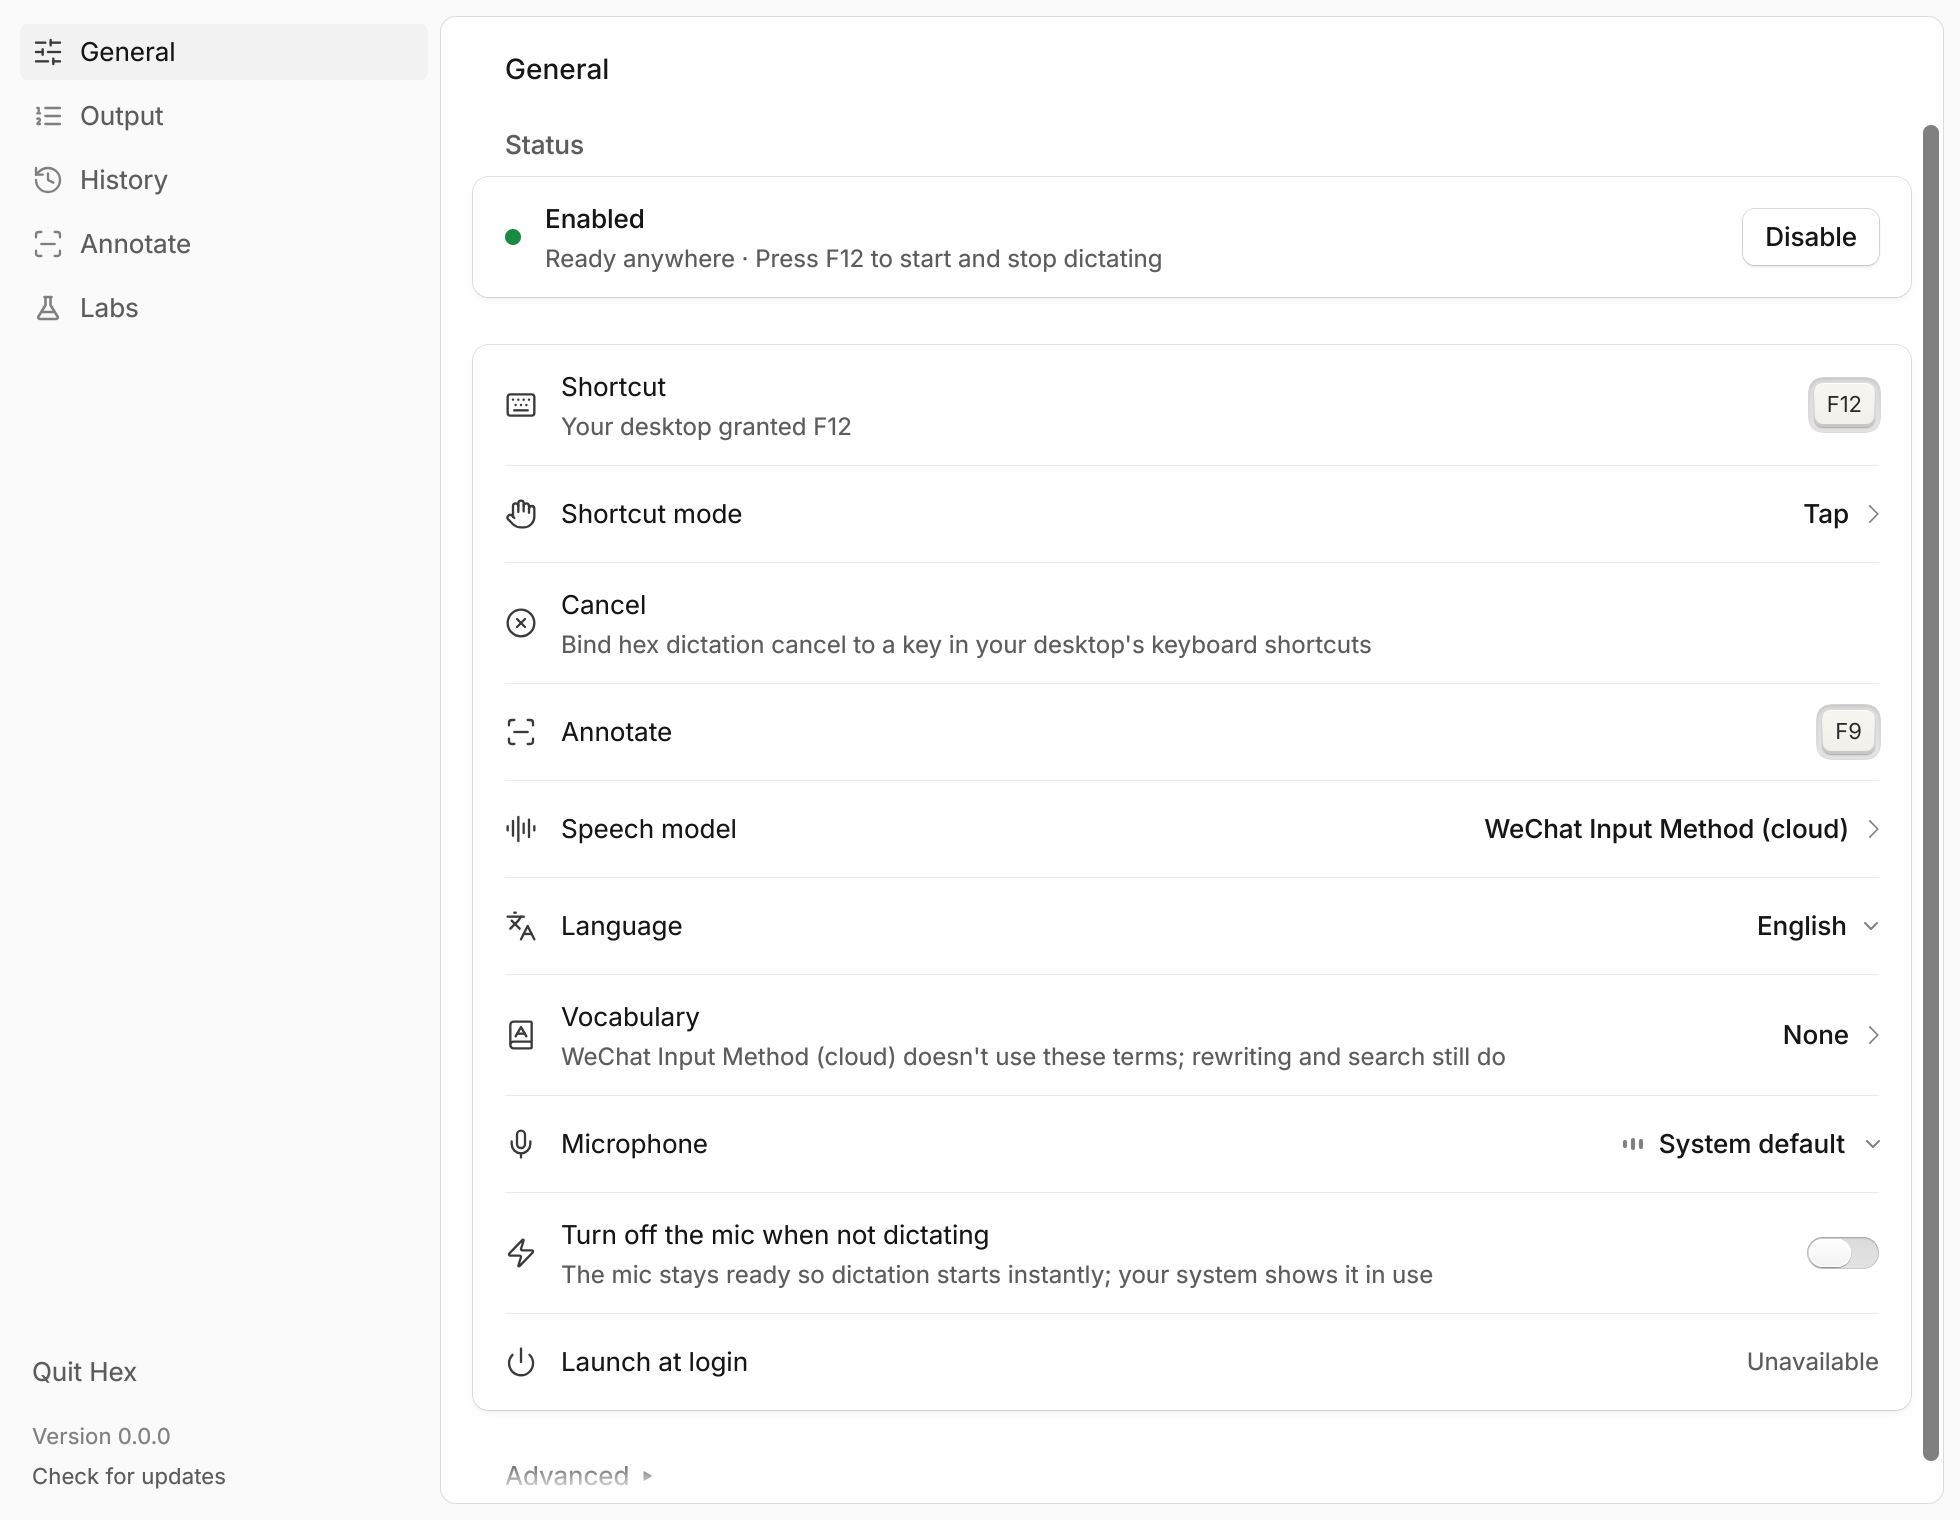 General
Output
History
Annotate
Labs
Quit Hex
Version 0.0.0
Check for updates
General
Status
Enabled
Ready anywhere · Press F12 to start and stop dictating
Disable
Shortcut
Your desktop granted F12
F12
Shortcut mode
Tap
Cancel
Bind hex dictation cancel to a key in your desktop's keyboard shortcuts
Annotate
F9
Speech model
WeChat Input Method (cloud)
Language
English
Vocabulary
WeChat Input Method (cloud) doesn't use these terms; rewriting and search still do
None
Microphone
System default
Turn off the mic when not dictating
The mic stays ready so dictation starts instantly; your system shows it in use
Launch at login
Unavailable
Advanced